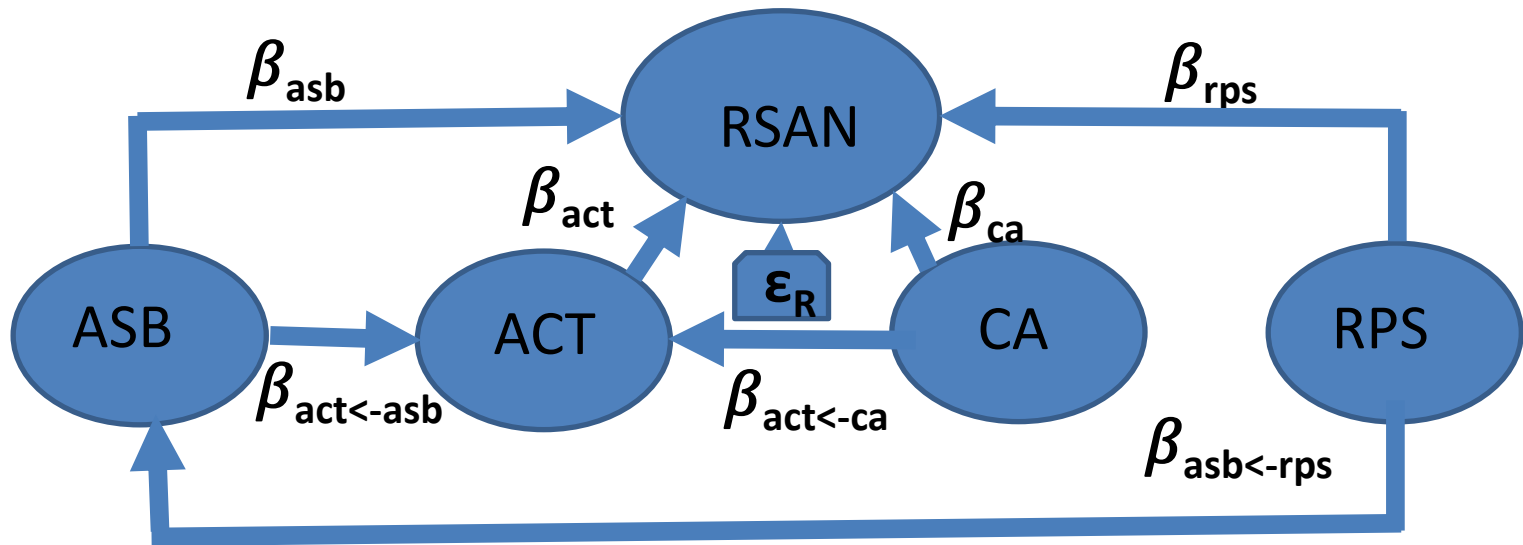 βasb
βrps
RSAN
βact
βca
εR
ASB
ACT
CA
RPS
βact<-asb
βact<-ca
βasb<-rps